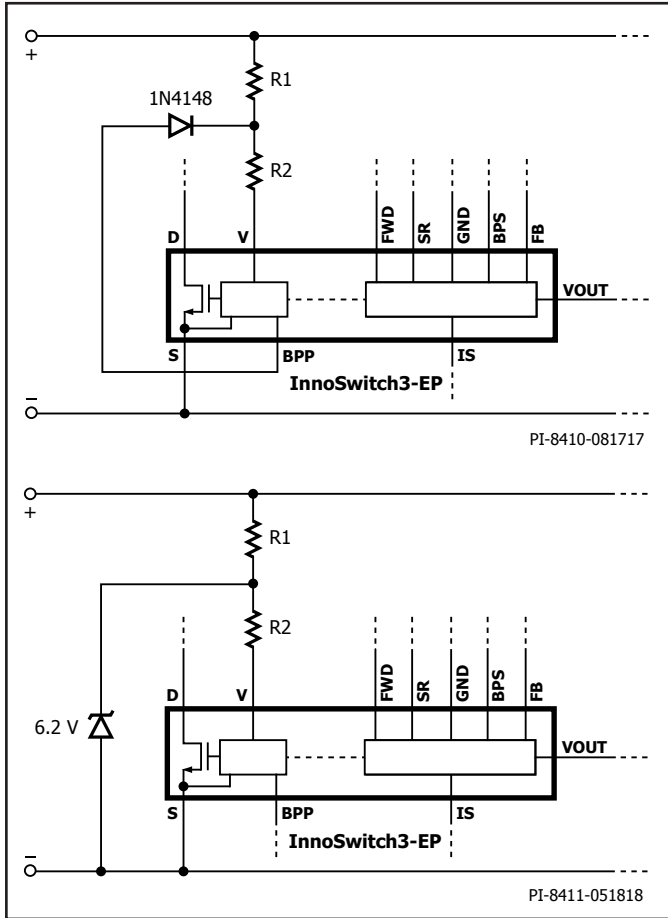 +
R1
1N4148
R2
D
V
FWD
SR
GND
BPS
FB
VOUT
S
BPP
IS
InnoSwitch3-EP
–
PI-8410-081717
+
R1
R2
D
V
FWD
SR
GND
BPS
FB
6.2 V
VOUT
S
BPP
IS
InnoSwitch3-EP
–
PI-8411-051818